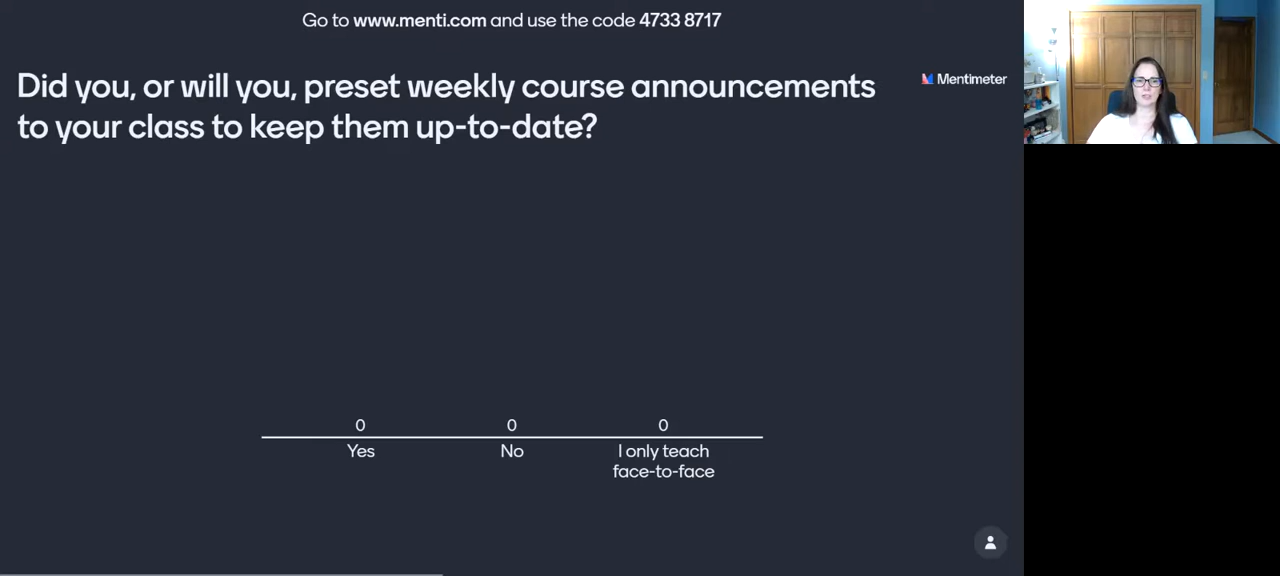 Go to www.menti.com and use the code 4733 8717
Did you, or will you, preset weekly course announcements
to your class to keep them up-to-date?
Mentimeter
0 0 0
Yes No I only teach
face-to-face